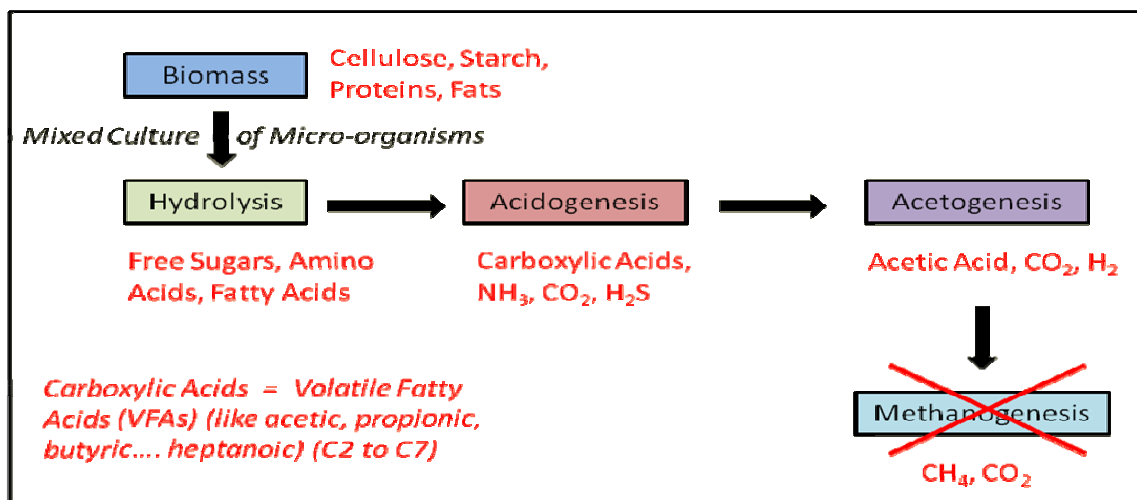 Biomass
Cellulose, Starch,
Proteins, Fats
Mixed Culture of Micro-organisms
Hydrolysis
Acidogenesis
Acetogenesis
Free Sugars, Amino
Acids, Fatty Acids
Carboxylic Acids,
NH₃, CO₂, H₂S
Acetic Acid, CO₂, H₂
Carboxylic Acids = Volatile Fatty
Acids (VFAs) (like acetic, propionic,
butyric.... heptanoic) (C2 to C7)
Methanogenesis
CH₄, CO₂